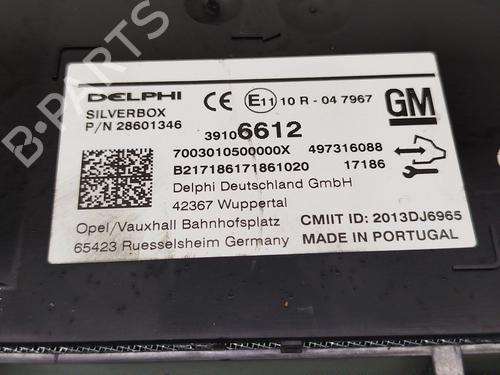 DELPHI
CE E11 10 R - 04 7967
GM
SILVERBOX
P/N 28601346
39106612
7003010500000X 497316088
B217186171861020 17186
Delphi Deutschland GmbH
42367 Wuppertal
CMIIT ID: 2013DJ6965
Opel/Vauxhall Bahnhofsplatz
65423 Ruesselsheim Germany
MADE IN PORTUGAL